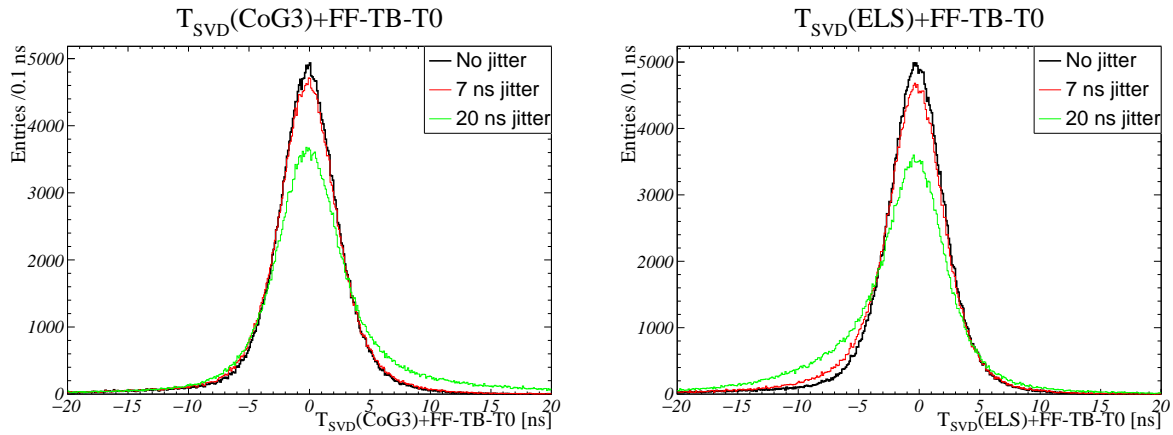 T_SVD(CoG3)+FF-TB-T0
Entries /0.1 ns
5000
4000
3000
2000
1000
0
−20
−15
−10
−5
0
5
10
15
20
T_SVD(CoG3)+FF-TB-T0 [ns]
No jitter
7 ns jitter
20 ns jitter
T_SVD(ELS)+FF-TB-T0
Entries /0.1 ns
5000
4000
3000
2000
1000
0
−20
−15
−10
−5
0
5
10
15
20
T_SVD(ELS)+FF-TB-T0 [ns]
No jitter
7 ns jitter
20 ns jitter